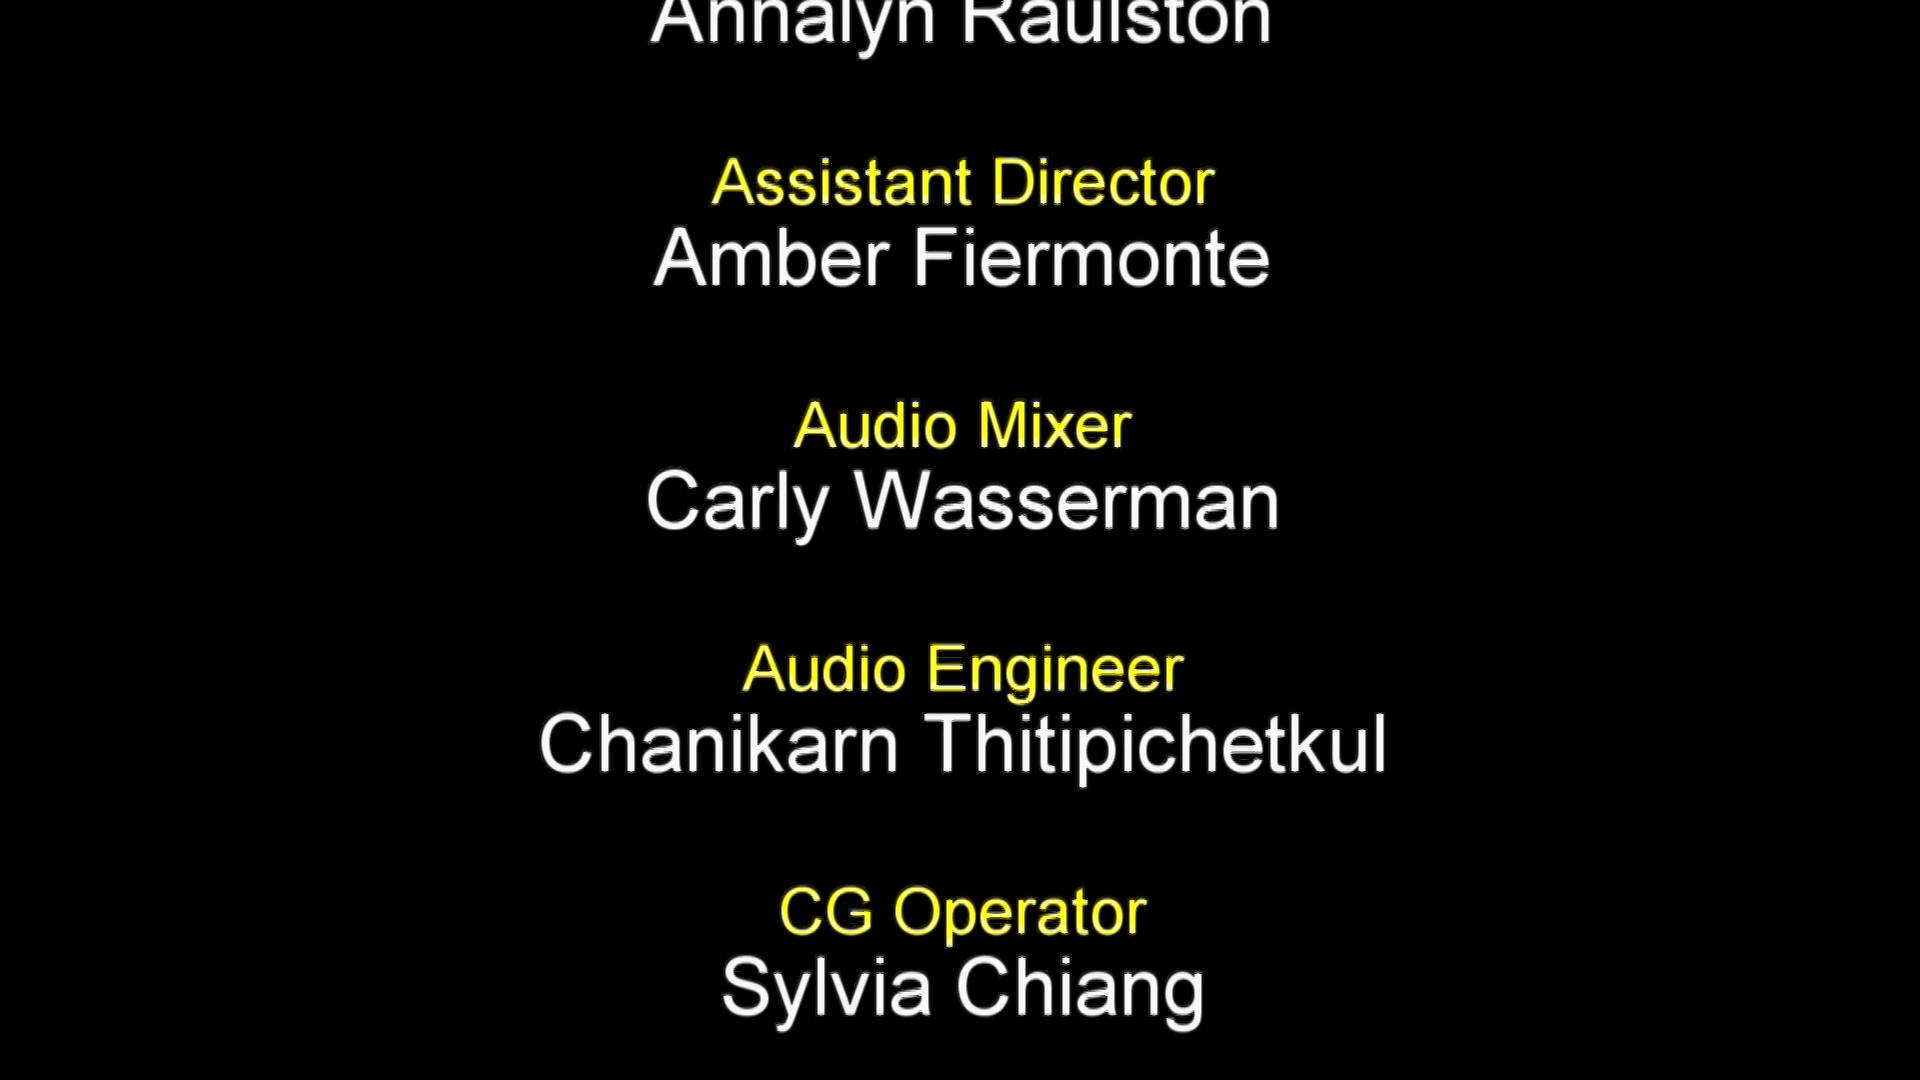 Annalyn Raulston
Assistant Director
Amber Fiermonte
Audio Mixer
Carly Wasserman
Audio Engineer
Chanikarn Thitipichetkul
CG Operator
Sylvia Chiang